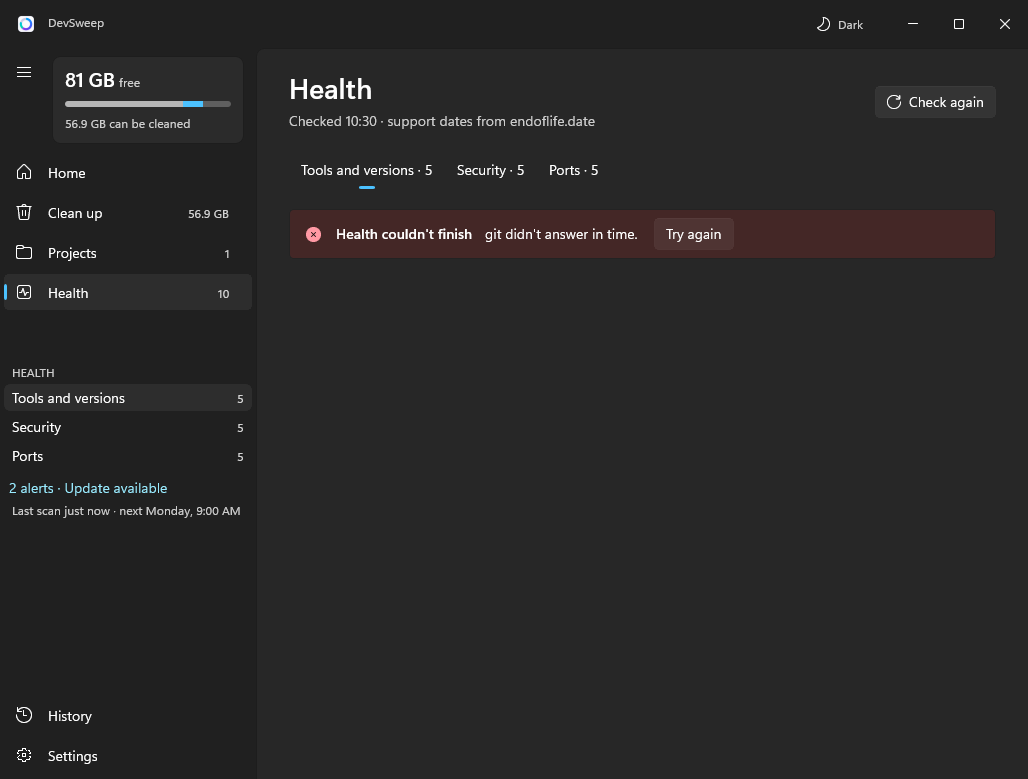 DevSweep
Dark
81 GB free
56.9 GB can be cleaned
Home
Clean up 56.9 GB
Projects 1
Health 10
HEALTH
Tools and versions 5
Security 5
Ports 5
2 alerts · Update available
Last scan just now · next Monday, 9:00 AM
History
Settings
Health
Checked 10:30 · support dates from endoflife.date
Check again
Tools and versions · 5 Security · 5 Ports · 5
Health couldn't finish git didn't answer in time. Try again